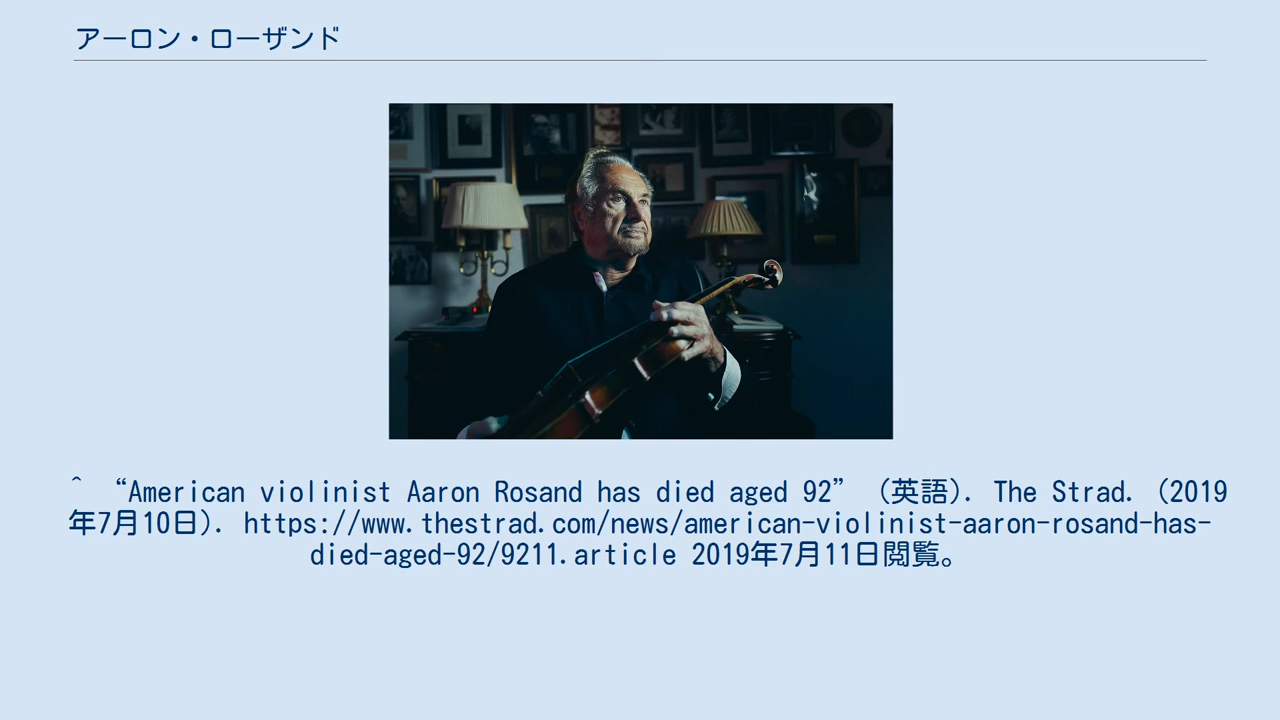 アーロン・ローザンド
^ “American violinist Aaron Rosand has died aged 92” (英語). The Strad. (2019
年7月10日). https://www.thestrad.com/news/american-violinist-aaron-rosand-has-
died-aged-92/9211.article 2019年7月11日閲覧。